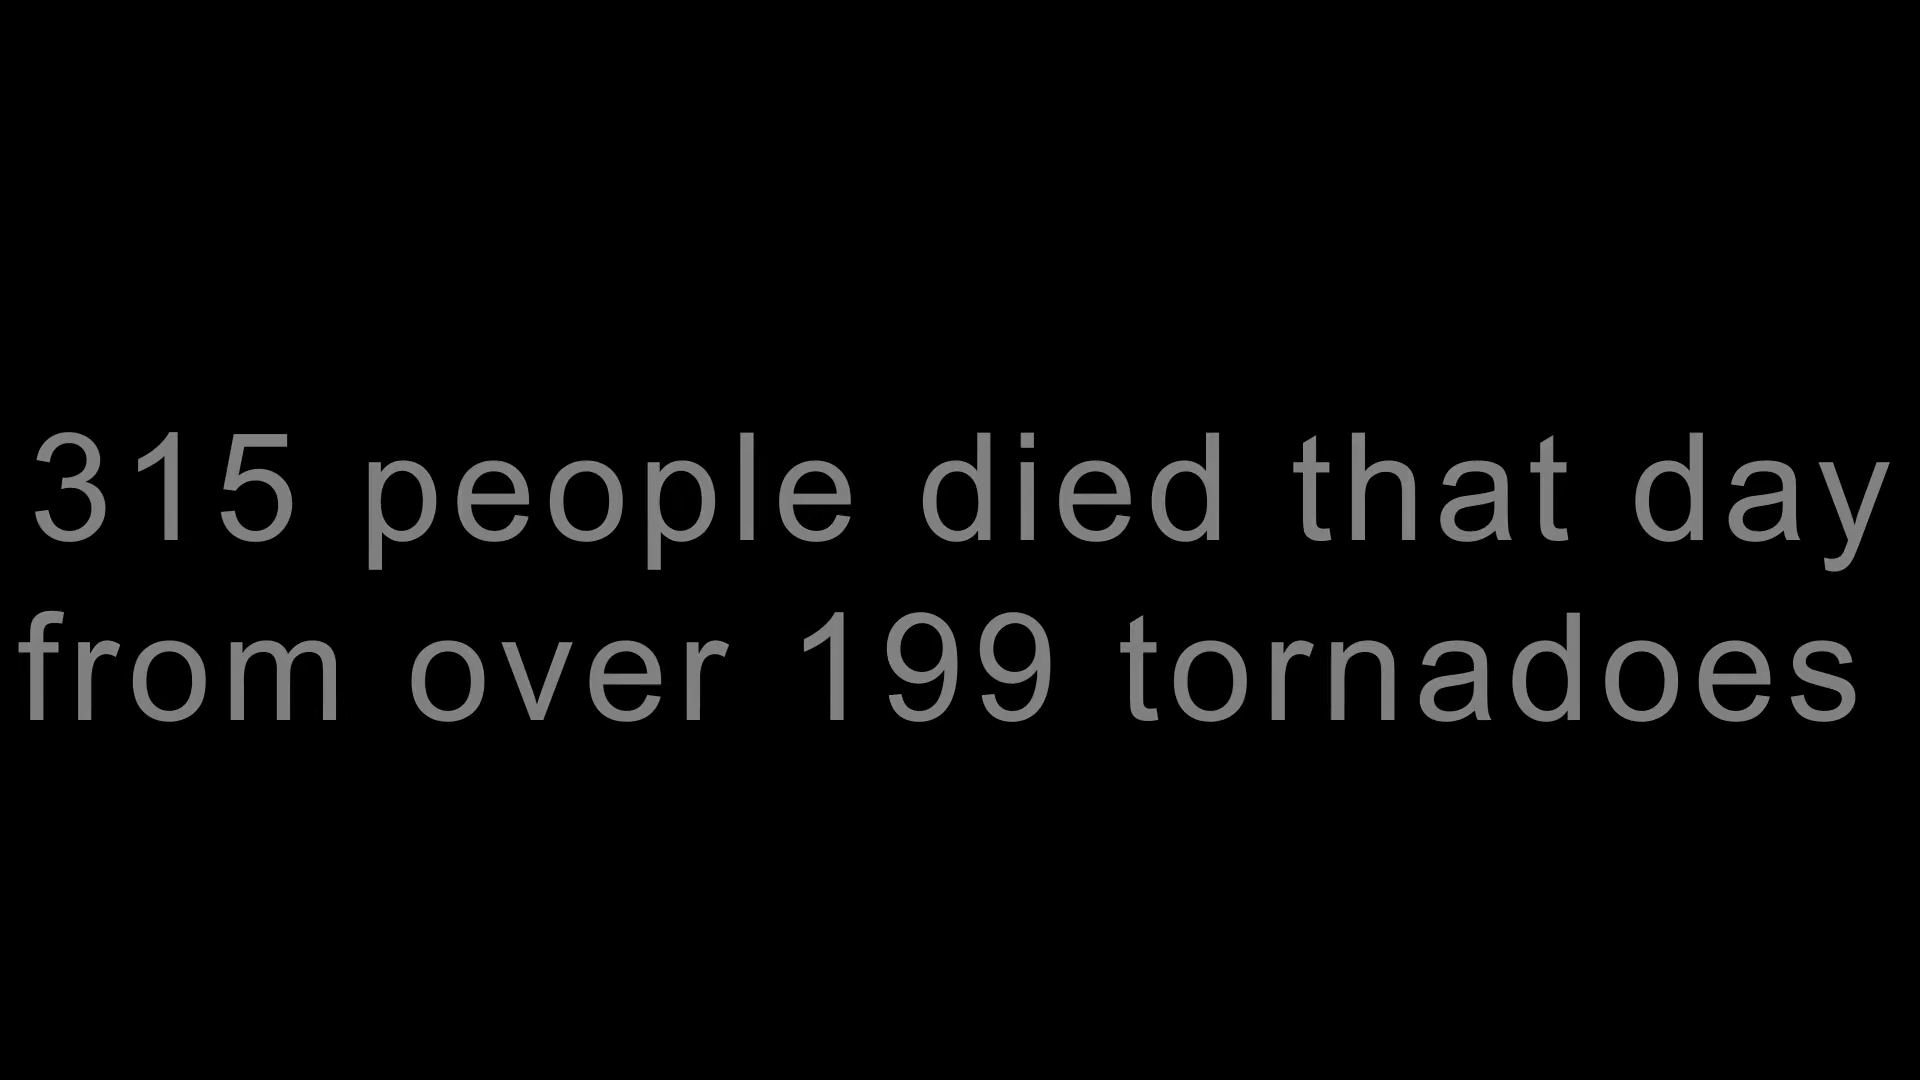 315 people died that day
from over 199 tornadoes